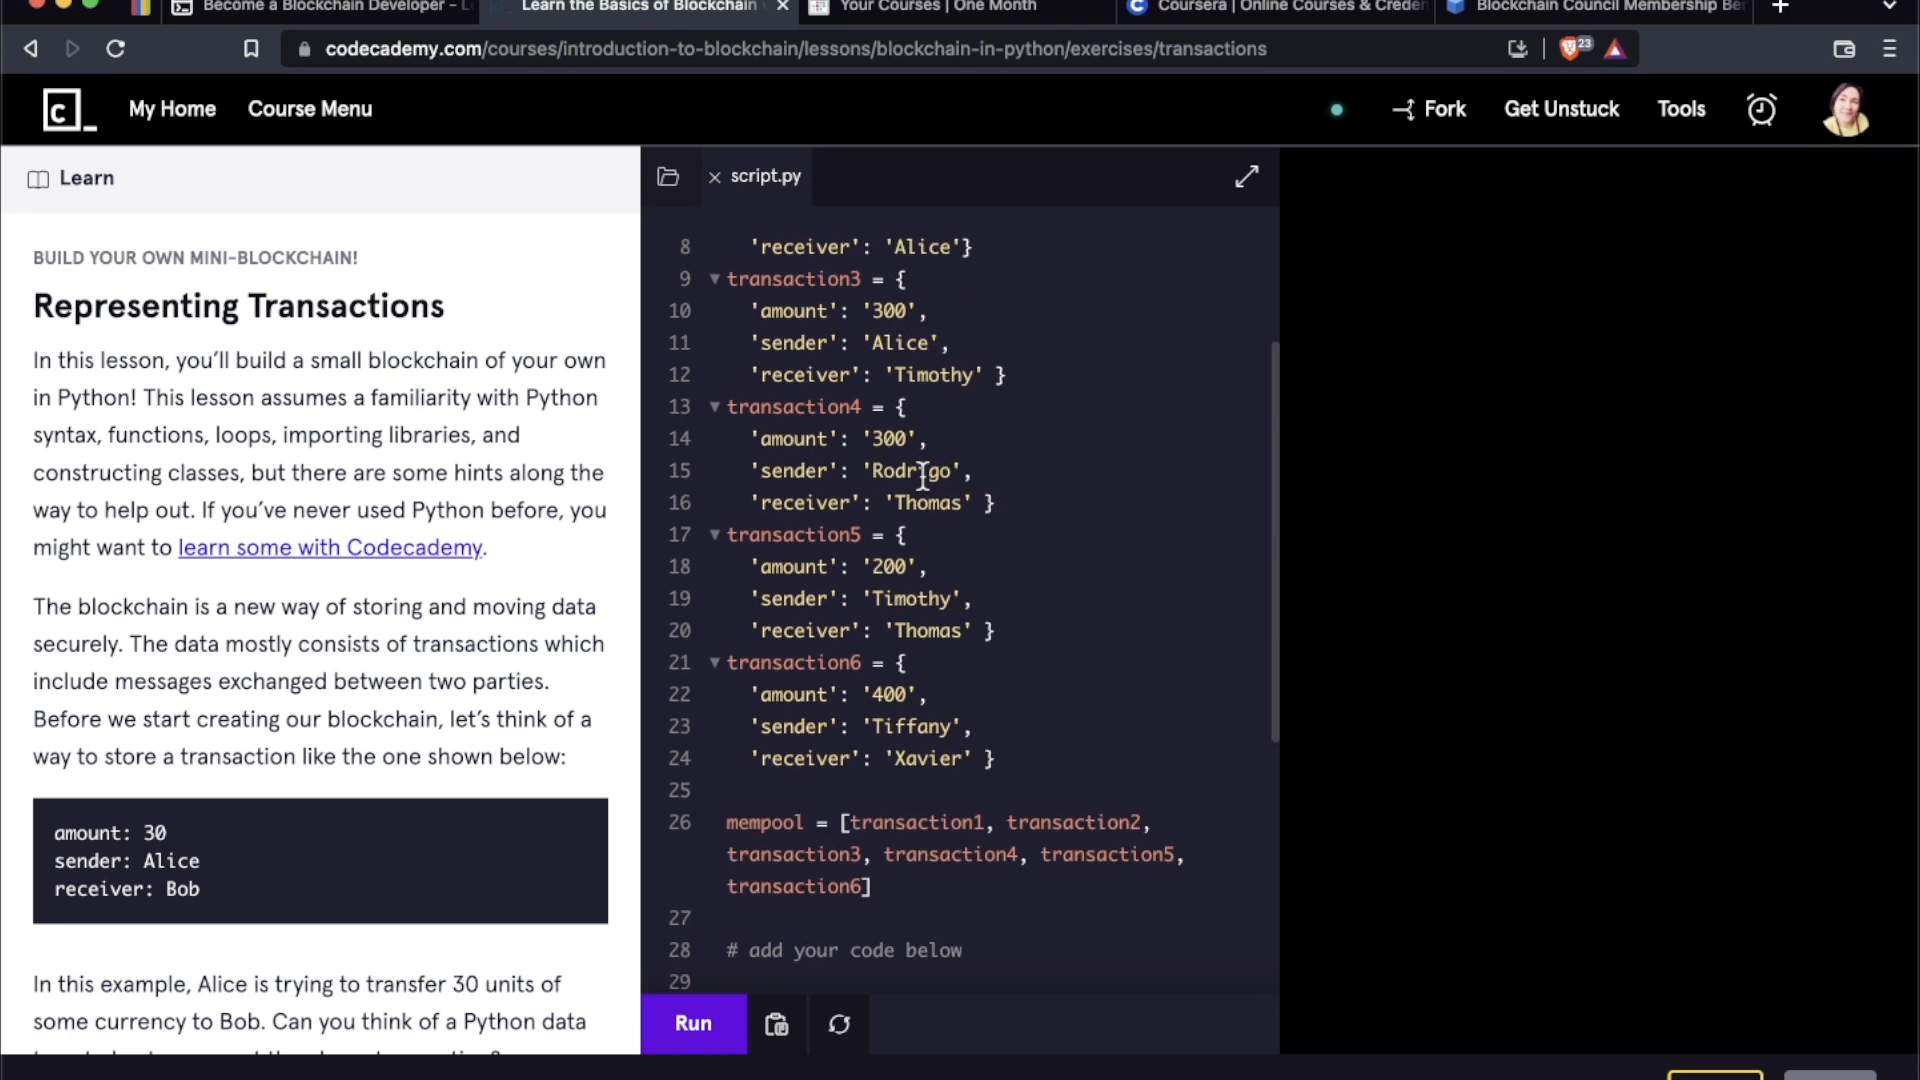 Become a Blockchain Developer - L
Learn the Basics of Blockchain
Your Courses | One Month
Coursera | Online Courses & Creden
Blockchain Council Membership Be
codecademy.com/courses/introduction-to-blockchain/lessons/blockchain-in-python/exercises/transactions
23
c_
My Home
Course Menu
Fork
Get Unstuck
Tools
Learn
BUILD YOUR OWN MINI-BLOCKCHAIN!
Representing Transactions
In this lesson, you’ll build a small blockchain of your own
in Python! This lesson assumes a familiarity with Python
syntax, functions, loops, importing libraries, and
constructing classes, but there are some hints along the
way to help out. If you’ve never used Python before, you
might want to learn some with Codecademy.
The blockchain is a new way of storing and moving data
securely. The data mostly consists of transactions which
include messages exchanged between two parties.
Before we start creating our blockchain, let’s think of a
way to store a transaction like the one shown below:
amount: 30
sender: Alice
receiver: Bob
In this example, Alice is trying to transfer 30 units of
some currency to Bob. Can you think of a Python data
script.py
8 'receiver': 'Alice'}
9 transaction3 = {
10 'amount': '300',
11 'sender': 'Alice',
12 'receiver': 'Timothy' }
13 transaction4 = {
14 'amount': '300',
15 'sender': 'Rodrigo',
16 'receiver': 'Thomas' }
17 transaction5 = {
18 'amount': '200',
19 'sender': 'Timothy',
20 'receiver': 'Thomas' }
21 transaction6 = {
22 'amount': '400',
23 'sender': 'Tiffany',
24 'receiver': 'Xavier' }
25
26 mempool = [transaction1, transaction2,
transaction3, transaction4, transaction5,
transaction6]
27
28 # add your code below
29
Run